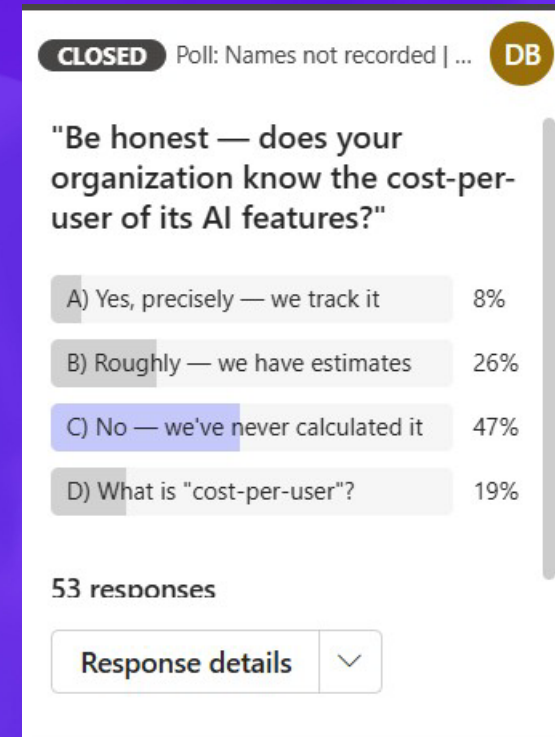 CLOSED Poll: Names not recorded | ... DB
"Be honest — does your
organization know the cost-per-
user of its AI features?"
A) Yes, precisely — we track it 8%
B) Roughly — we have estimates 26%
C) No — we've never calculated it 47%
D) What is "cost-per-user"? 19%
53 responses
Response details